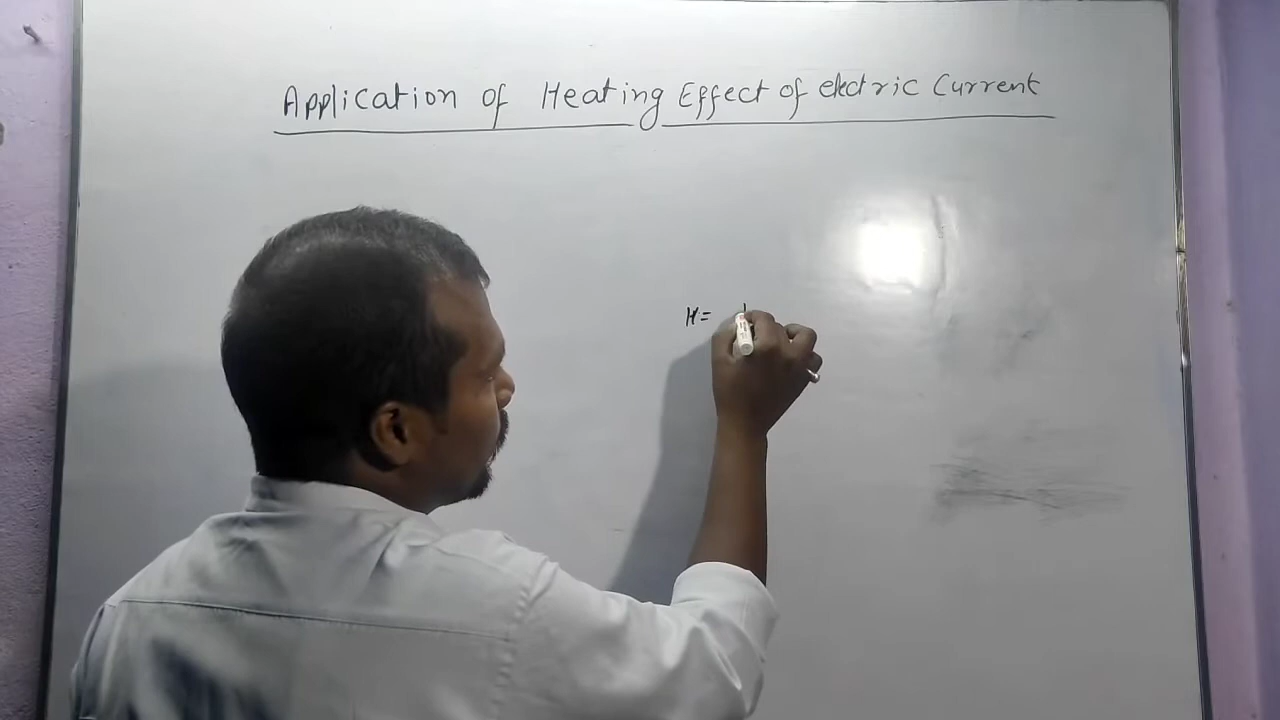 Application of Heating Effect of electric Current
H=